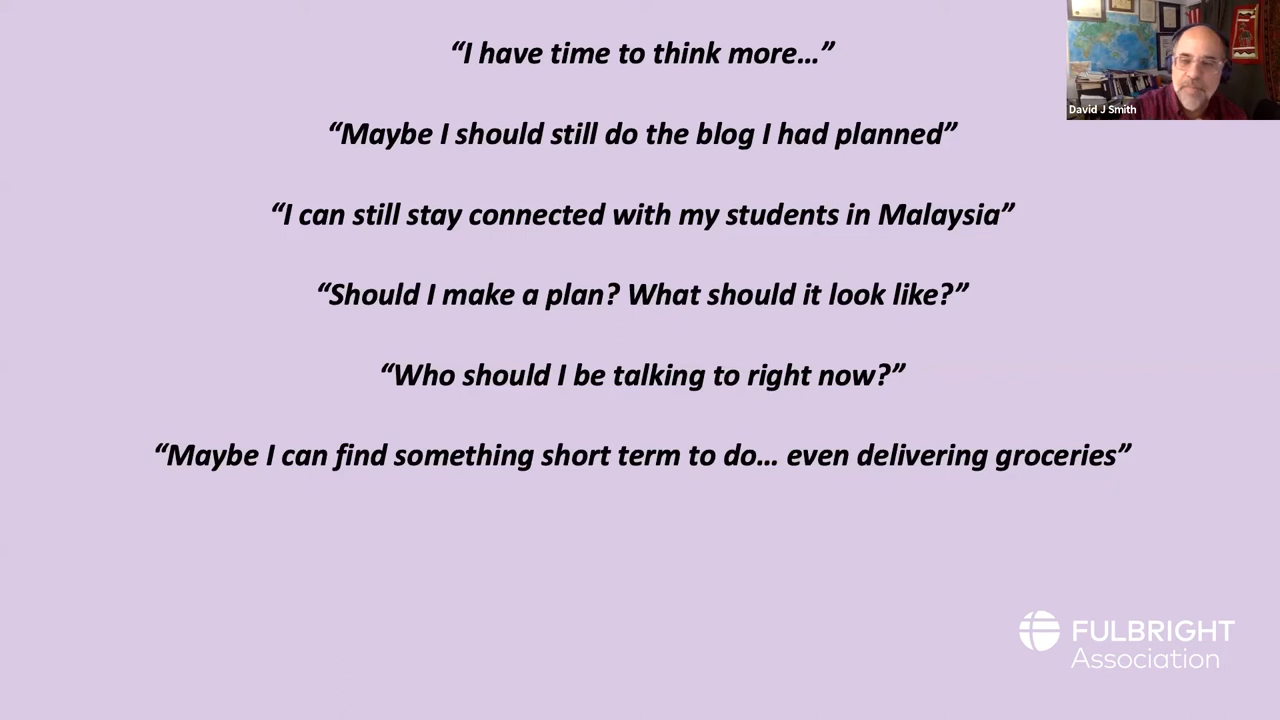 “I have time to think more…”
David J Smith
“Maybe I should still do the blog I had planned”
“I can still stay connected with my students in Malaysia”
“Should I make a plan? What should it look like?”
“Who should I be talking to right now?”
“Maybe I can find something short term to do… even delivering groceries”
FULBRIGHT
Association